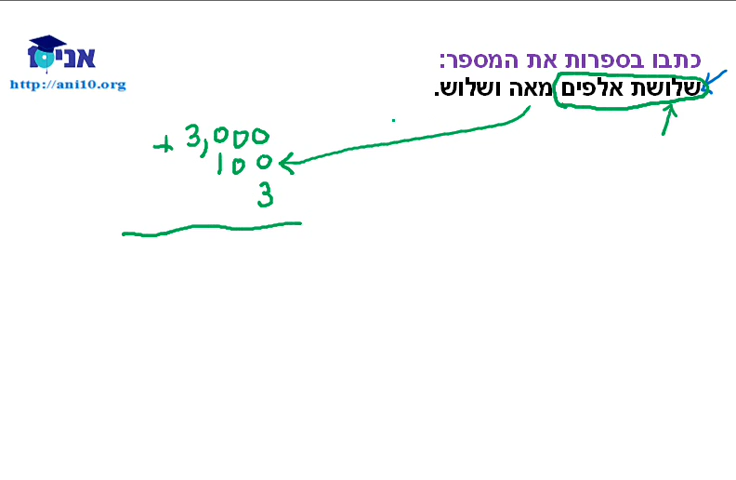 אני10
http://ani10.org
כתבו בספרות את המספר:
שלושת אלפים מאה ושלוש.
+ 3,000
100
3